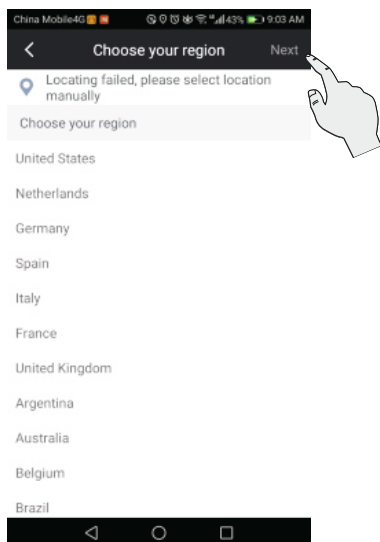 China Mobile4G 43% 9:03 AM
Choose your region Next
Locating failed, please select location
manually
Choose your region
United States
Netherlands
Germany
Spain
Italy
France
United Kingdom
Argentina
Australia
Belgium
Brazil